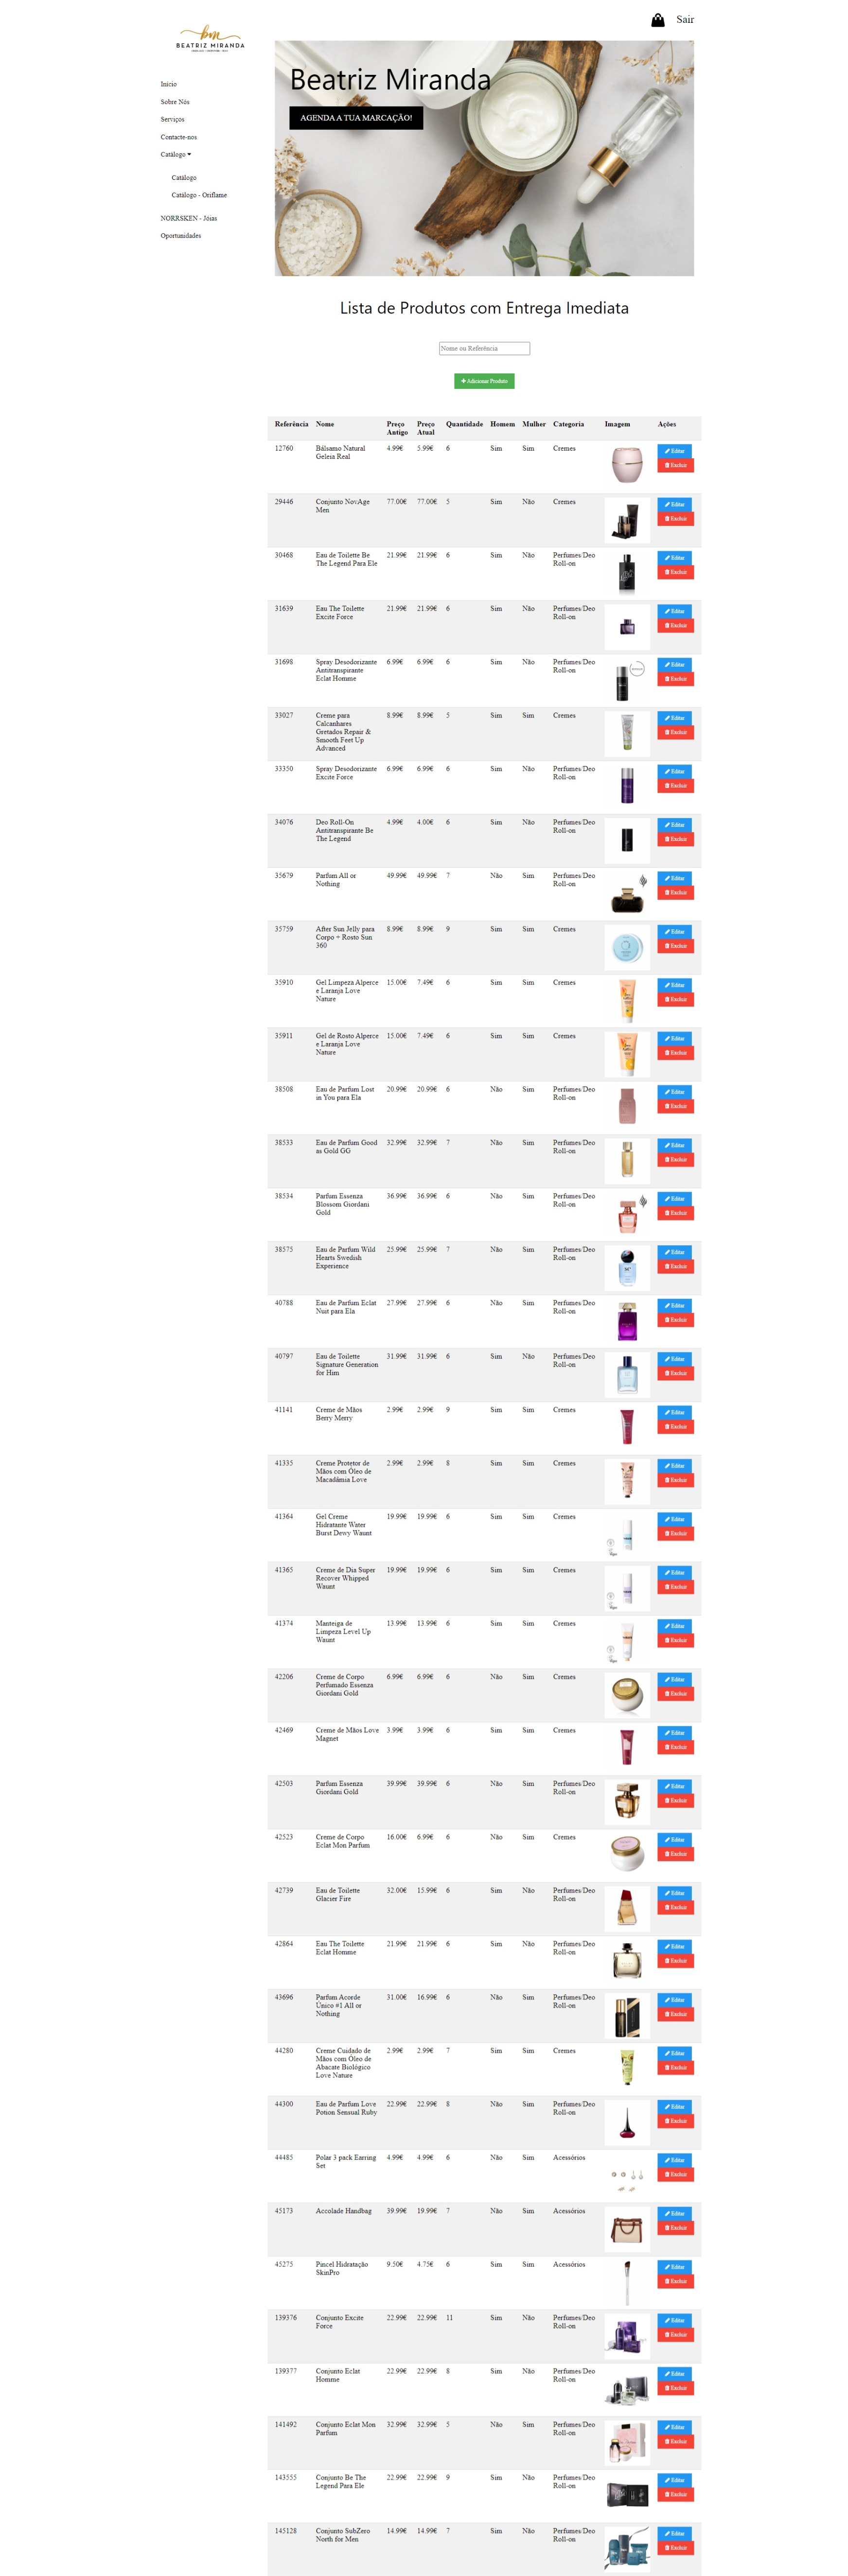 Sair
bm
BEATRIZ MIRANDA
Início
Sobre Nós
Serviços
Contacte-nos
Catálogo
Catálogo
Catálogo - Oriflame
NORRSKEN - Jóias
Oportunidades
Beatriz Miranda
AGENDA A TUA MARCAÇÃO!
Lista de Produtos com Entrega Imediata
Nome ou Referência
Adicionar Produto
Referência Nome Preço Antigo Preço Atual Quantidade Homem Mulher Categoria Imagem Ações
12760 Bálsamo Natural Geleia Real 4.99€ 5.99€ 6 Sim Sim Cremes Editar Excluir
29446 Conjunto NovAge Men 77.00€ 77.00€ 5 Sim Não Cremes Editar Excluir
30468 Eau de Toilette Be The Legend Para Ele 21.99€ 21.99€ 6 Sim Não Perfumes/Deo Roll-on Editar Excluir
31639 Eau The Toilette Excite Force 21.99€ 21.99€ 6 Sim Não Perfumes/Deo Roll-on Editar Excluir
31698 Spray Desodorizante Antitranspirante Eclat Homme 6.99€ 6.99€ 6 Sim Não Perfumes/Deo Roll-on Editar Excluir
33027 Creme para Calcanhares Gretados Repair & Smooth Feet Up Advanced 8.99€ 8.99€ 5 Sim Sim Cremes Editar Excluir
33350 Spray Desodorizante Excite Force 6.99€ 6.99€ 6 Sim Não Perfumes/Deo Roll-on Editar Excluir
34076 Deo Roll-On Antitranspirante Be The Legend 4.99€ 4.00€ 6 Sim Não Perfumes/Deo Roll-on Editar Excluir
35679 Parfum All or Nothing 49.99€ 49.99€ 7 Não Sim Perfumes/Deo Roll-on Editar Excluir
35759 After Sun Jelly para Corpo + Rosto Sun 360 8.99€ 8.99€ 9 Sim Sim Cremes Editar Excluir
35910 Gel Limpeza Alperce e Laranja Love Nature 15.00€ 7.49€ 6 Sim Sim Cremes Editar Excluir
35911 Gel de Rosto Alperce e Laranja Love Nature 15.00€ 7.49€ 6 Sim Sim Cremes Editar Excluir
38508 Eau de Parfum Lost in You para Ela 20.99€ 20.99€ 6 Não Sim Perfumes/Deo Roll-on Editar Excluir
38533 Eau de Parfum Good as Gold GG 32.99€ 32.99€ 7 Não Sim Perfumes/Deo Roll-on Editar Excluir
38534 Parfum Essenza Blossom Giordani Gold 36.99€ 36.99€ 6 Não Sim Perfumes/Deo Roll-on Editar Excluir
38575 Eau de Parfum Wild Hearts Swedish Experience 25.99€ 25.99€ 7 Não Sim Perfumes/Deo Roll-on Editar Excluir
40788 Eau de Parfum Eclat Nuit para Ela 27.99€ 27.99€ 6 Não Sim Perfumes/Deo Roll-on Editar Excluir
40797 Eau de Toilette Signature Generation for Him 31.99€ 31.99€ 6 Sim Não Perfumes/Deo Roll-on Editar Excluir
41141 Creme de Mãos Berry Merry 2.99€ 2.99€ 9 Sim Sim Cremes Editar Excluir
41335 Creme Protetor de Mãos com Óleo de Macadâmia Love 2.99€ 2.99€ 8 Sim Sim Cremes Editar Excluir
41364 Gel Creme Hidratante Water Burst Dewy Waunt 19.99€ 19.99€ 6 Sim Sim Cremes Editar Excluir
41365 Creme de Dia Super Recover Whipped Waunt 19.99€ 19.99€ 6 Sim Sim Cremes Editar Excluir
41374 Manteiga de Limpeza Level Up Waunt 13.99€ 13.99€ 6 Sim Sim Cremes Editar Excluir
42206 Creme de Corpo Perfumado Essenza Giordani Gold 6.99€ 6.99€ 6 Não Sim Cremes Editar Excluir
42469 Creme de Mãos Love Magnet 3.99€ 3.99€ 6 Sim Sim Cremes Editar Excluir
42503 Parfum Essenza Giordani Gold 39.99€ 39.99€ 6 Não Sim Perfumes/Deo Roll-on Editar Excluir
42523 Creme de Corpo Eclat Mon Parfum 16.00€ 6.99€ 6 Não Sim Cremes Editar Excluir
42739 Eau de Toilette Glacier Fire 32.00€ 15.99€ 6 Sim Não Perfumes/Deo Roll-on Editar Excluir
42864 Eau The Toilette Eclat Homme 21.99€ 21.99€ 6 Sim Não Perfumes/Deo Roll-on Editar Excluir
43696 Parfum Acorde Único #1 All or Nothing 31.00€ 16.99€ 6 Não Sim Perfumes/Deo Roll-on Editar Excluir
44280 Creme Cuidado de Mãos com Óleo de Abacate Biológico Love Nature 2.99€ 2.99€ 7 Sim Sim Cremes Editar Excluir
44300 Eau de Parfum Love Potion Sensual Ruby 22.99€ 22.99€ 8 Não Sim Perfumes/Deo Roll-on Editar Excluir
44485 Polar 3 pack Earring Set 4.99€ 4.99€ 6 Não Sim Acessórios Editar Excluir
45173 Accolade Handbag 39.99€ 19.99€ 7 Não Sim Acessórios Editar Excluir
45275 Pincel Hidratação SkinPro 9.50€ 4.75€ 6 Sim Sim Acessórios Editar Excluir
139376 Conjunto Excite Force 22.99€ 22.99€ 11 Sim Não Perfumes/Deo Roll-on Editar Excluir
139377 Conjunto Eclat Homme 22.99€ 22.99€ 8 Sim Não Perfumes/Deo Roll-on Editar Excluir
141492 Conjunto Eclat Mon Parfum 32.99€ 32.99€ 5 Não Sim Perfumes/Deo Roll-on Editar Excluir
143555 Conjunto Be The Legend Para Ele 22.99€ 22.99€ 9 Sim Não Perfumes/Deo Roll-on Editar Excluir
145128 Conjunto SubZero North for Men 14.99€ 14.99€ 7 Sim Não Perfumes/Deo Roll-on Editar Excluir